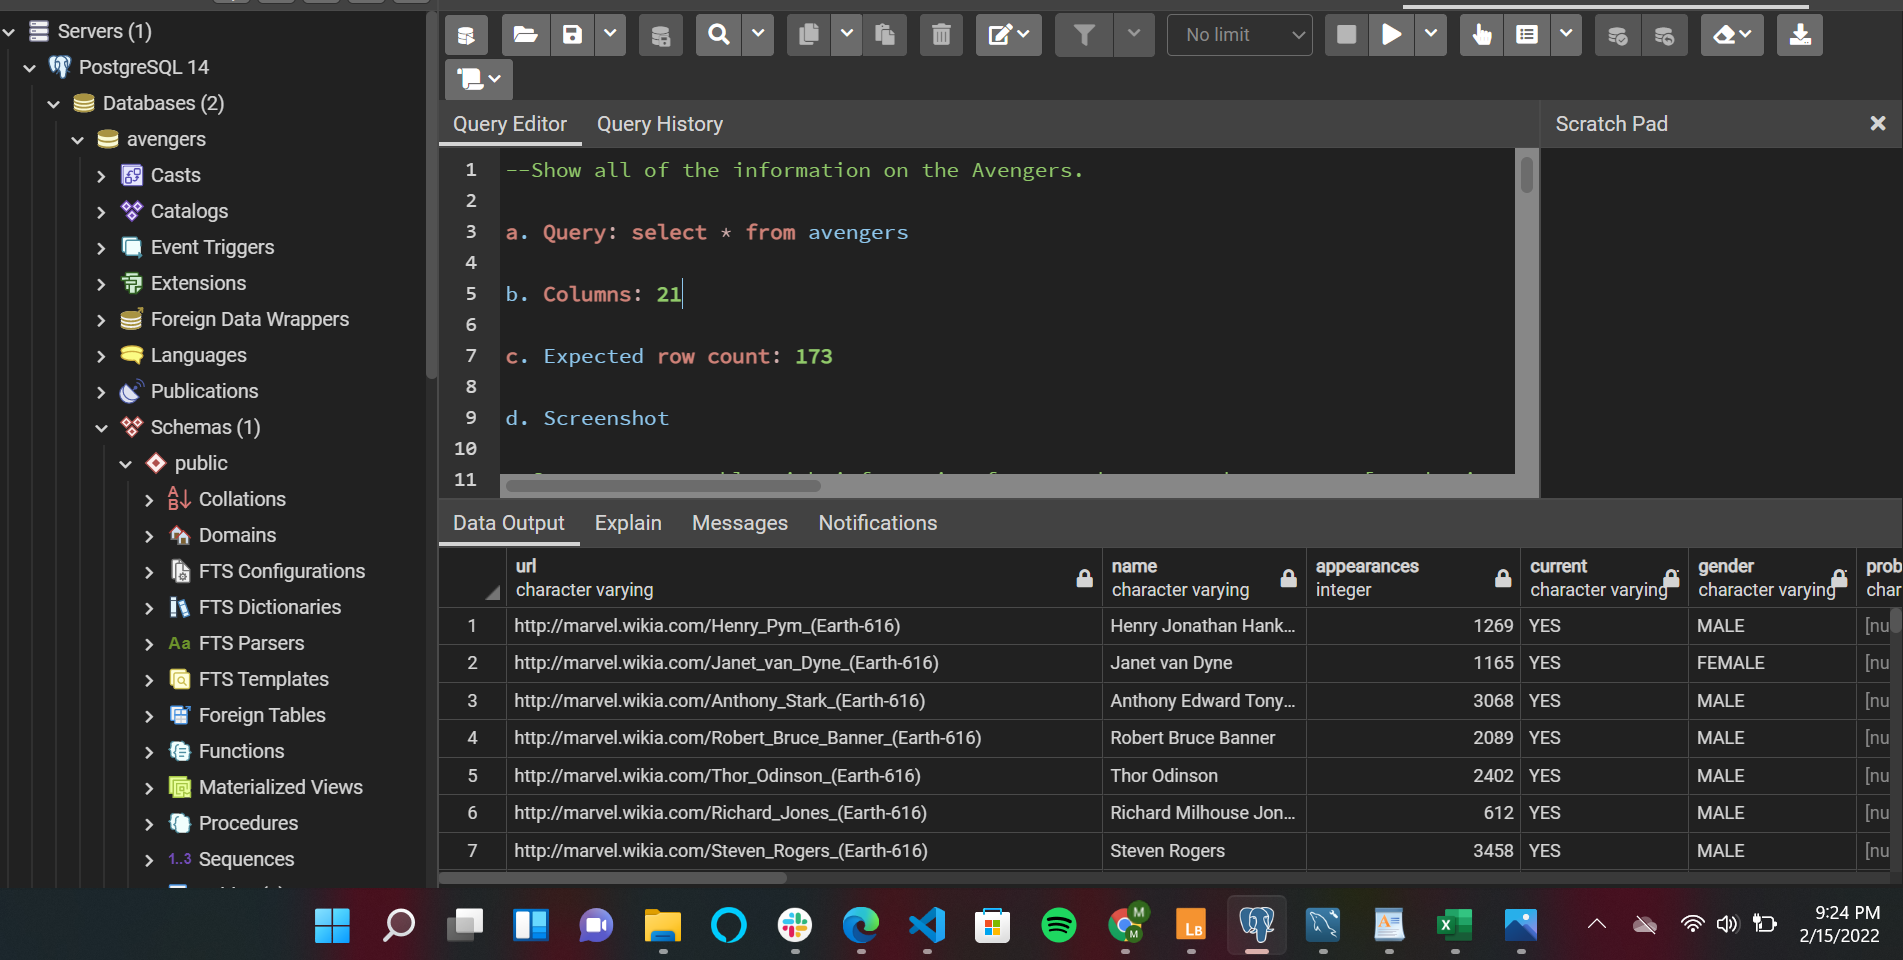 Servers (1)
PostgreSQL 14
Databases (2)
avengers
Casts
Catalogs
Event Triggers
Extensions
Foreign Data Wrappers
Languages
Publications
Schemas (1)
public
Collations
Domains
FTS Configurations
FTS Dictionaries
Aa FTS Parsers
FTS Templates
Foreign Tables
Functions
Materialized Views
Procedures
1..3 Sequences
No limit
Query Editor Query History
Scratch Pad
1 --Show all of the information on the Avengers.
2
3 a. Query: select * from avengers
4
5 b. Columns: 21
6
7 c. Expected row count: 173
8
9 d. Screenshot
10
11
Data Output Explain Messages Notifications
url name appearances current gender prob
character varying character varying integer character varying character varying char
1 http://marvel.wikia.com/Henry_Pym_(Earth-616) Henry Jonathan Hank... 1269 YES MALE [nu
2 http://marvel.wikia.com/Janet_van_Dyne_(Earth-616) Janet van Dyne 1165 YES FEMALE [nu
3 http://marvel.wikia.com/Anthony_Stark_(Earth-616) Anthony Edward Tony... 3068 YES MALE [nu
4 http://marvel.wikia.com/Robert_Bruce_Banner_(Earth-616) Robert Bruce Banner 2089 YES MALE [nu
5 http://marvel.wikia.com/Thor_Odinson_(Earth-616) Thor Odinson 2402 YES MALE [nu
6 http://marvel.wikia.com/Richard_Jones_(Earth-616) Richard Milhouse Jon... 612 YES MALE [nu
7 http://marvel.wikia.com/Steven_Rogers_(Earth-616) Steven Rogers 3458 YES MALE [nu
M
M
LB
9:24 PM
2/15/2022